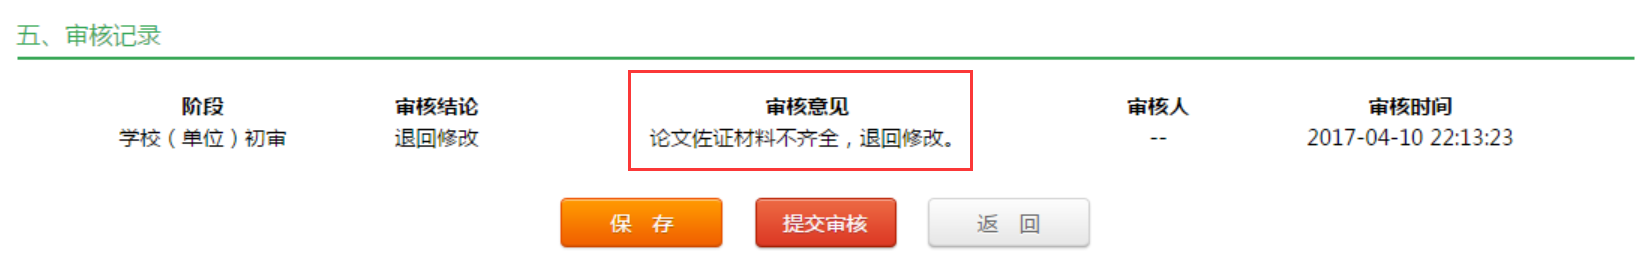 五、审核记录
阶段 审核结论 审核意见 审核人 审核时间
学校（单位）初审 退回修改 论文佐证材料不齐全，退回修改。 -- 2017-04-10 22:13:23
保 存 提交审核 返 回